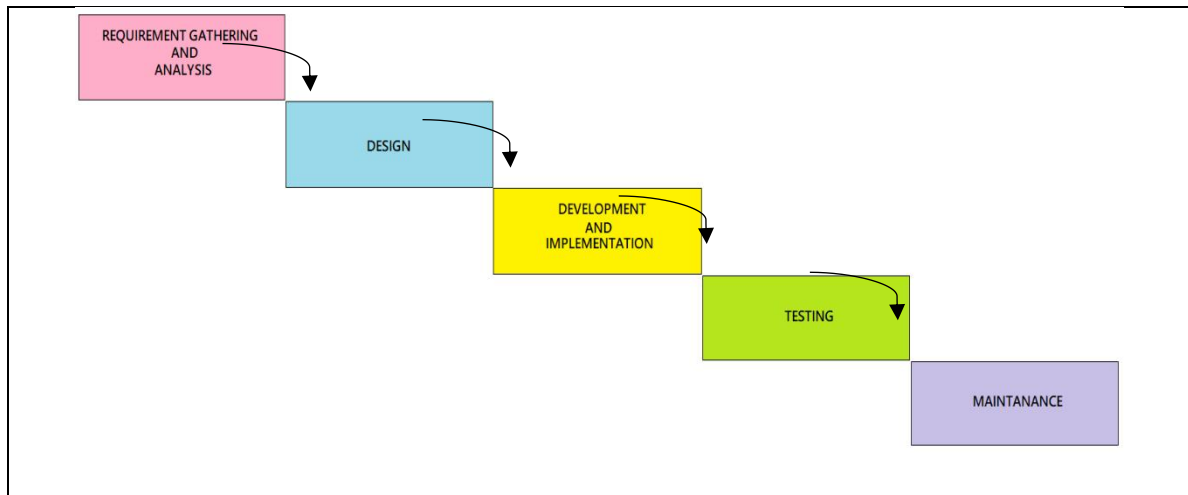 REQUIREMENT GATHERING
AND
ANALYSIS
DESIGN
DEVELOPMENT
AND
IMPLEMENTATION
TESTING
MAINTANANCE